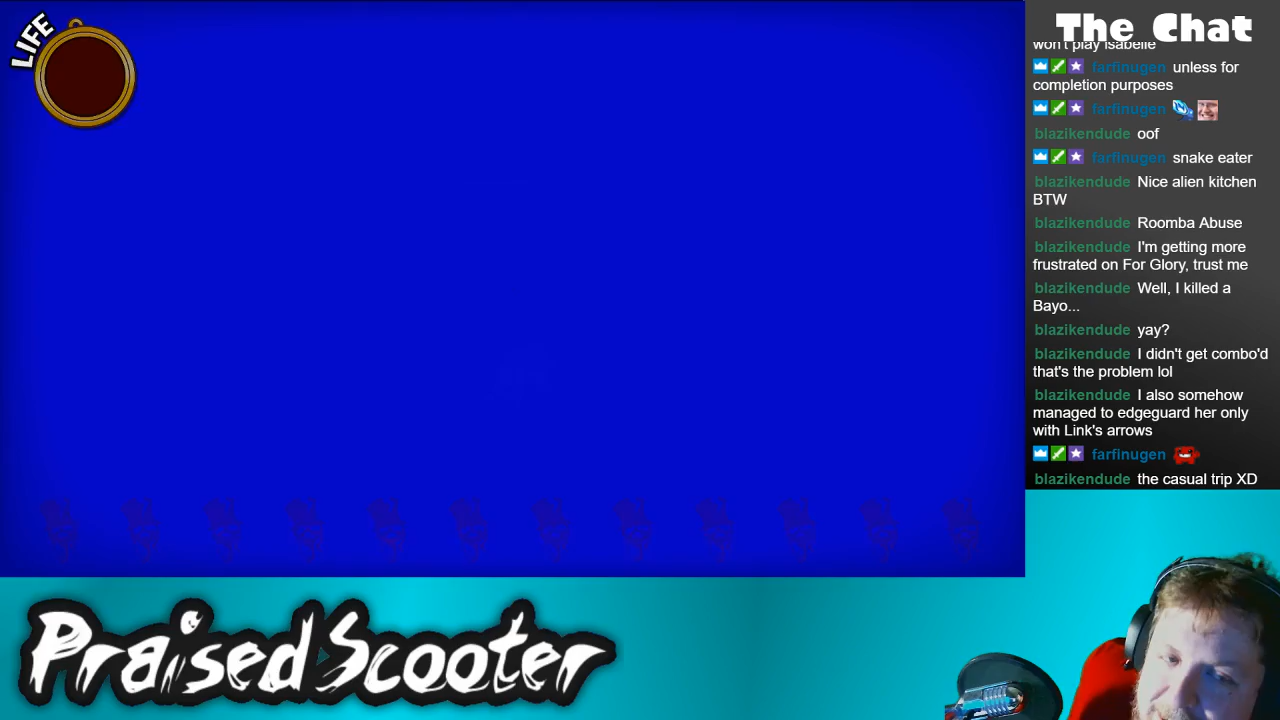 LIFE
The Chat
won't play isabelle
farfinugen unless for
completion purposes
farfinugen
blazikendude oof
farfinugen snake eater
blazikendude Nice alien kitchen
BTW
blazikendude Roomba Abuse
blazikendude I'm getting more
frustrated on For Glory, trust me
blazikendude Well, I killed a
Bayo...
blazikendude yay?
blazikendude I didn't get combo'd
that's the problem lol
blazikendude I also somehow
managed to edgeguard her only
with Link's arrows
farfinugen
blazikendude the casual trip XD
Praised Scooter